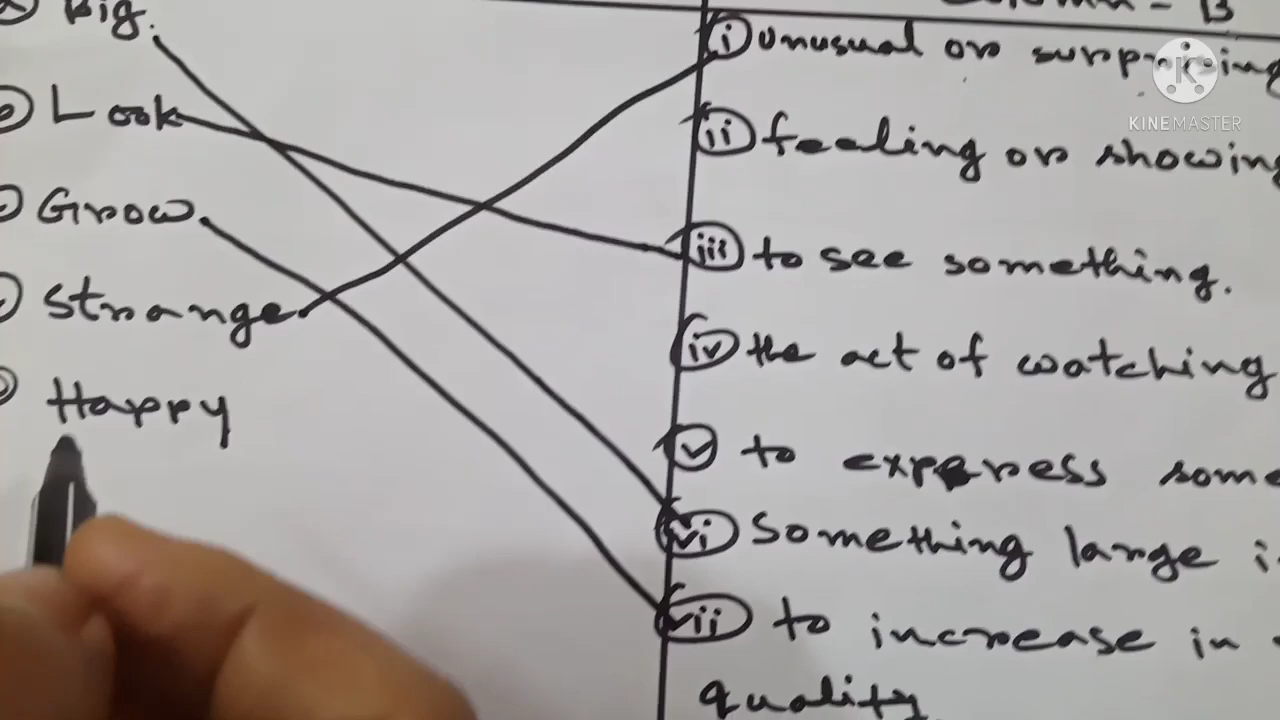 Big.
Column - B
i unusual or surprising
KINEMASTER
Look
ii feeling or showing
Grow
iii to see something.
Strange
iv the act of watching
Happy
v to express some
vi Something large i
vii to increase in
quality